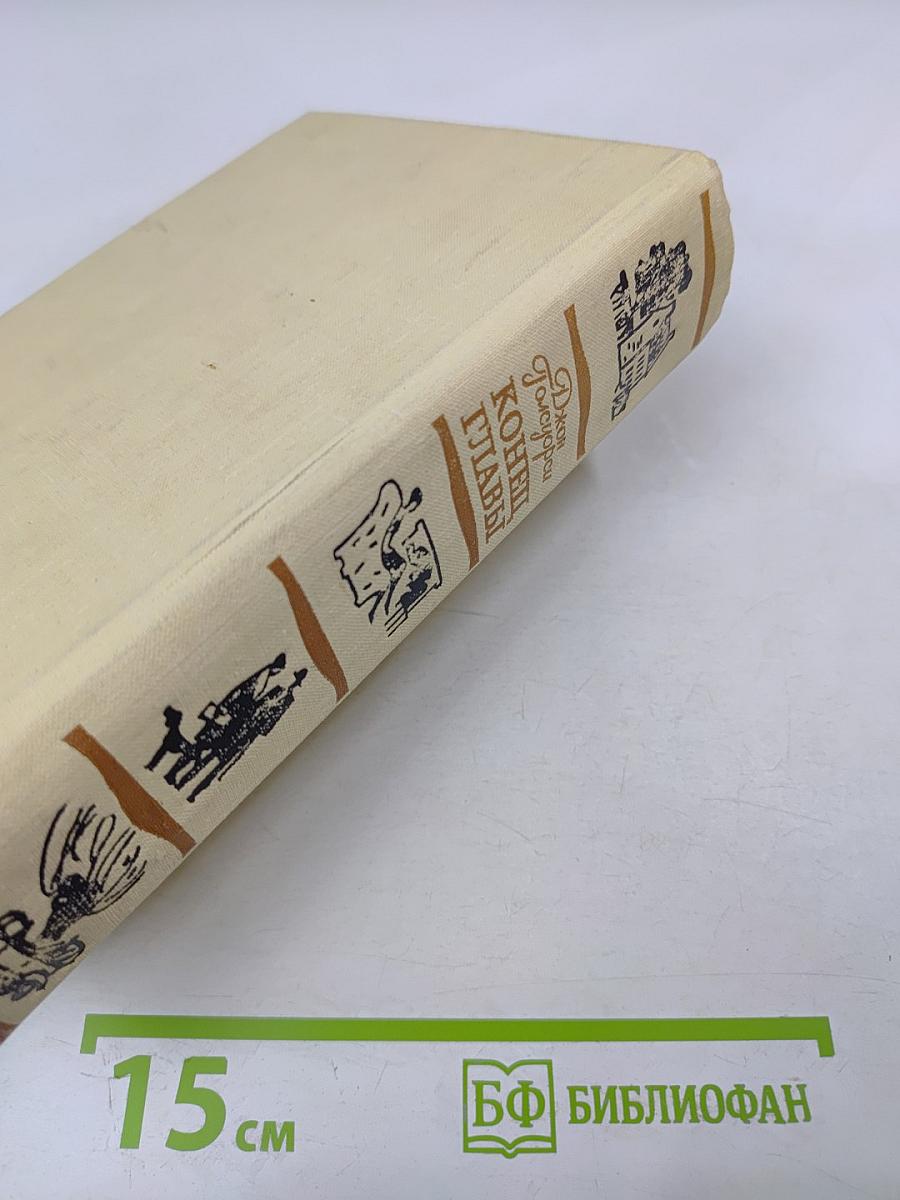 Джон
Голсуорси
КОНЕЦ
ГЛАВЫ
15 см
БФ БИБЛИОФАН